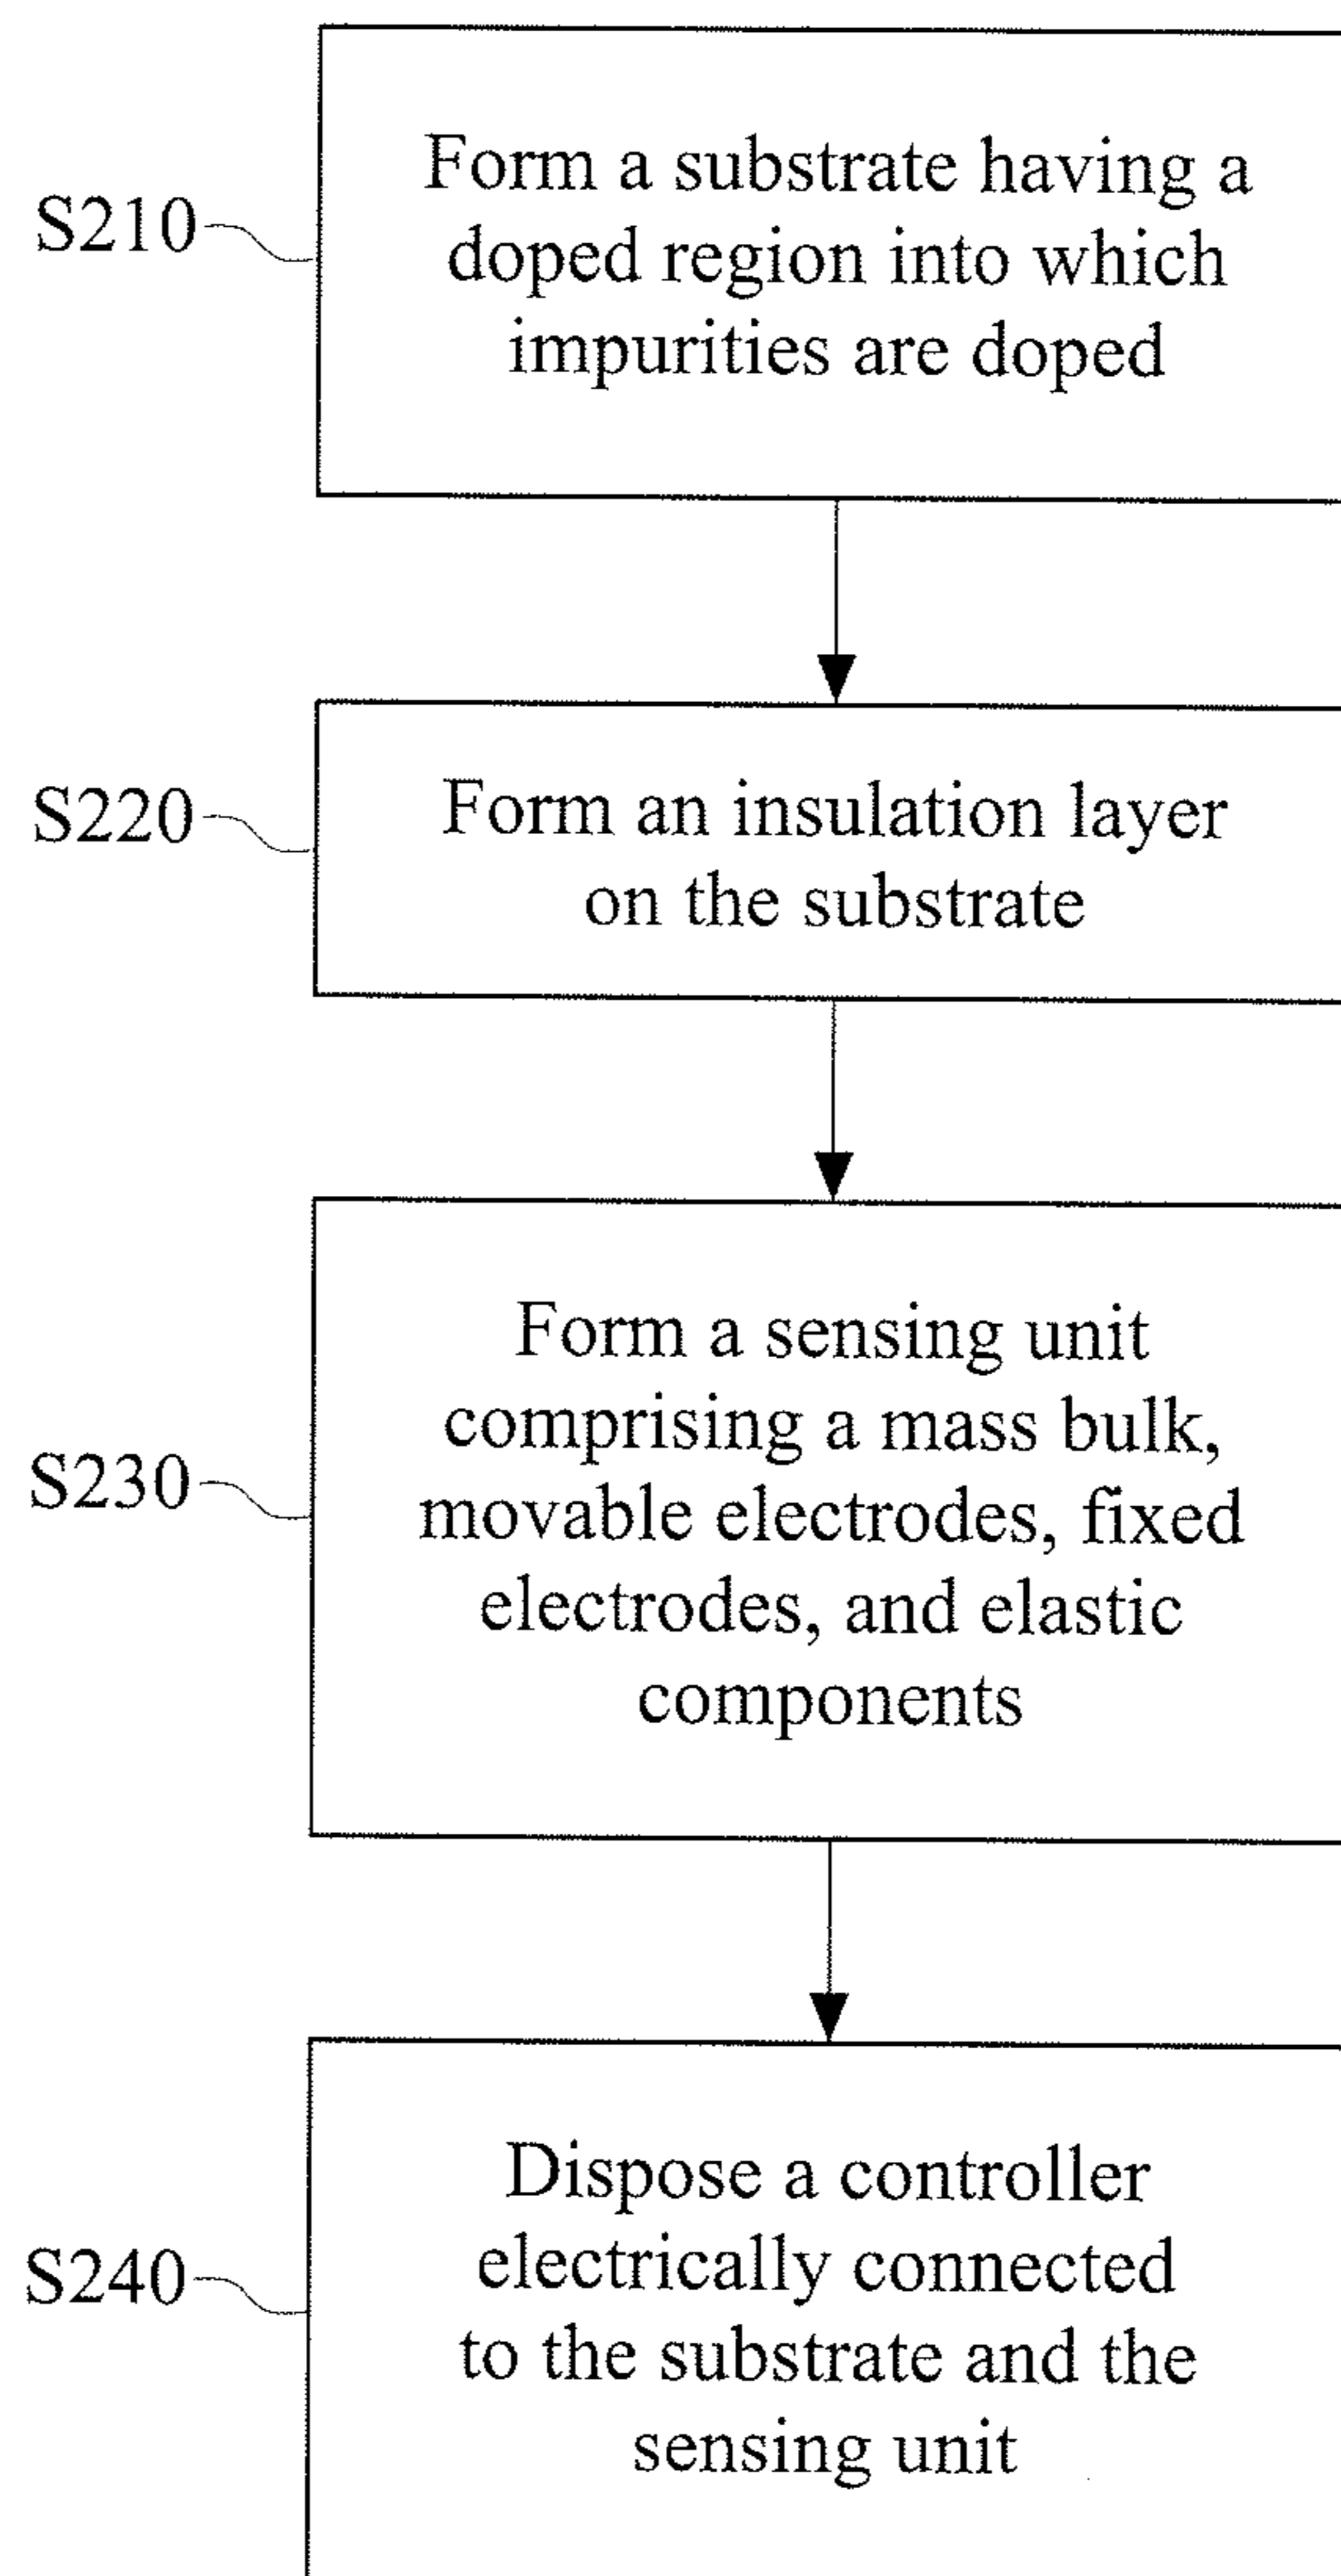 S210
Form a substrate having a
doped region into which
impurities are doped
S220
Form an insulation layer
on the substrate
S230
Form a sensing unit
comprising a mass bulk,
movable electrodes, fixed
electrodes, and elastic
components
S240
Dispose a controller
electrically connected
to the substrate and the
sensing unit